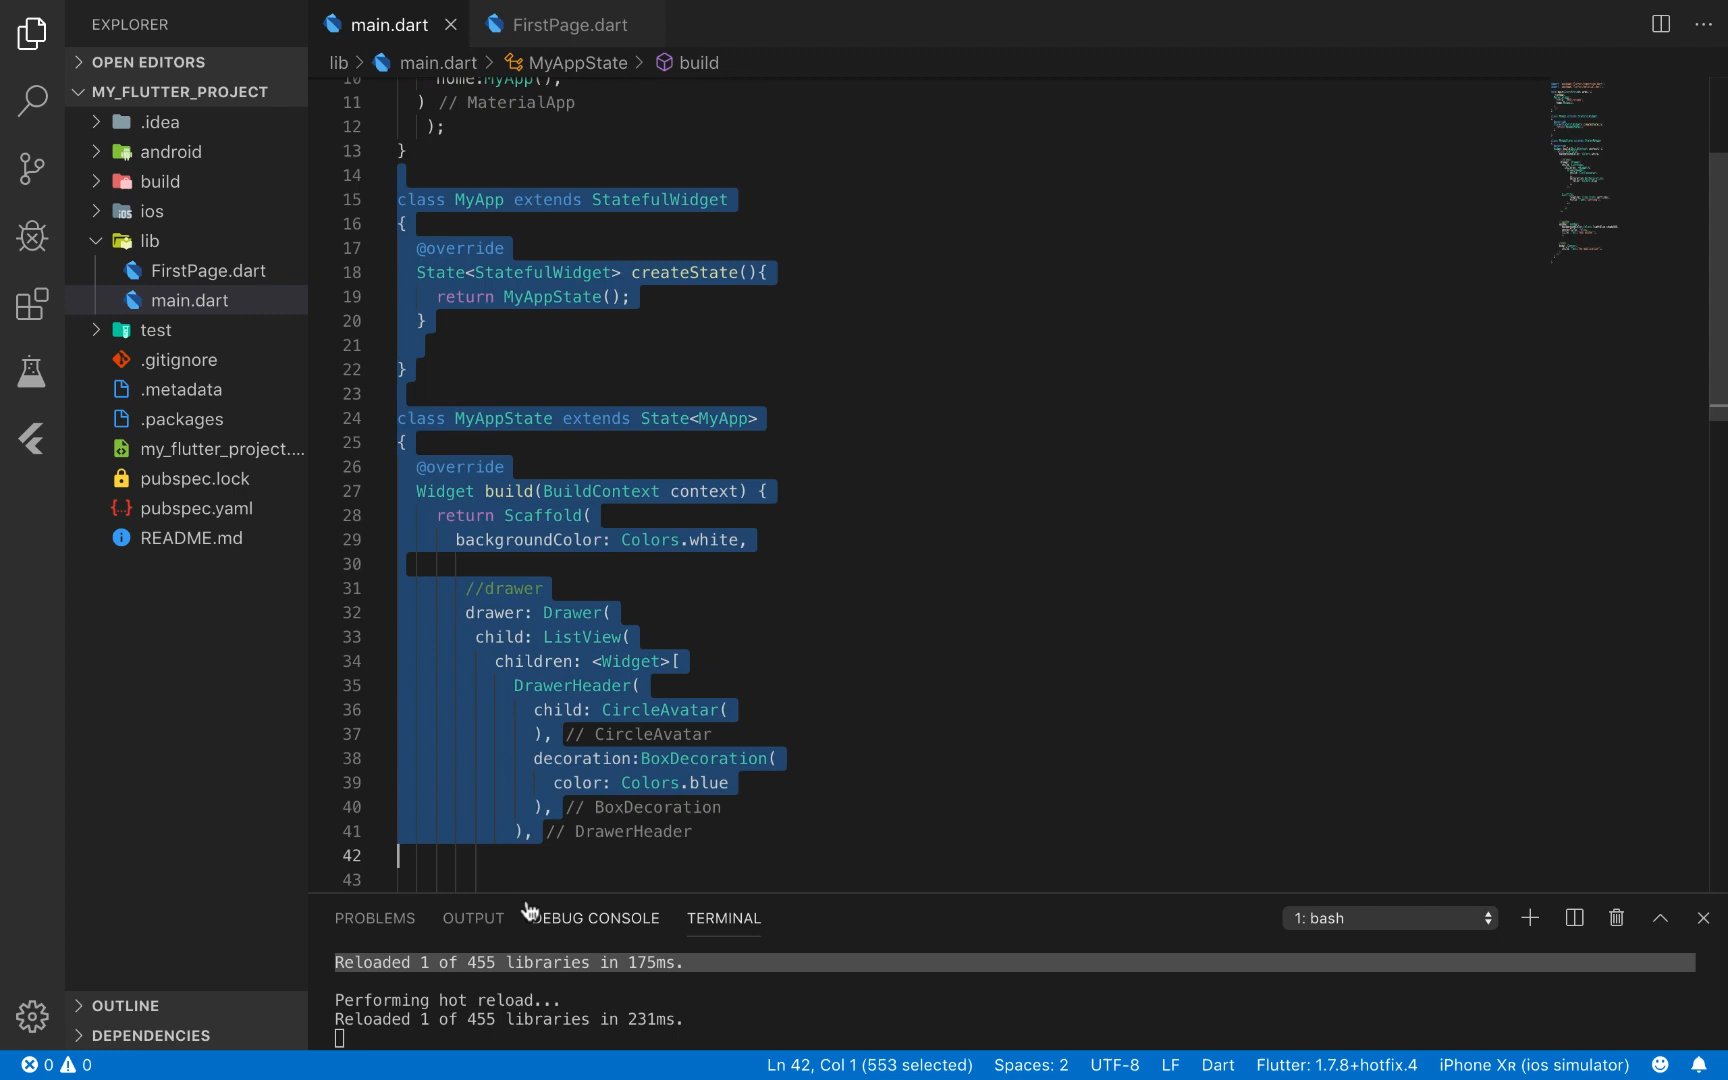 EXPLORER
OPEN EDITORS
MY_FLUTTER_PROJECT
.idea
android
build
ios
lib
FirstPage.dart
main.dart
test
.gitignore
.metadata
.packages
my_flutter_project....
pubspec.lock
pubspec.yaml
README.md
OUTLINE
DEPENDENCIES
main.dart
FirstPage.dart
lib > main.dart > MyAppState > build
10 home:MyApp(),
11 ) // MaterialApp
12 );
13 }
14
15 class MyApp extends StatefulWidget
16 {
17 @override
18 State<StatefulWidget> createState(){
19 return MyAppState();
20 }
21
22 }
23
24 class MyAppState extends State<MyApp>
25 {
26 @override
27 Widget build(BuildContext context) {
28 return Scaffold(
29 backgroundColor: Colors.white,
30
31 //drawer
32 drawer: Drawer(
33 child: ListView(
34 children: <Widget>[
35 DrawerHeader(
36 child: CircleAvatar(
37 ), // CircleAvatar
38 decoration:BoxDecoration(
39 color: Colors.blue
40 ), // BoxDecoration
41 ), // DrawerHeader
42
43
PROBLEMS OUTPUT DEBUG CONSOLE TERMINAL 1: bash
Reloaded 1 of 455 libraries in 175ms.
Performing hot reload...
Reloaded 1 of 455 libraries in 231ms.
0 0 Ln 42, Col 1 (553 selected) Spaces: 2 UTF-8 LF Dart Flutter: 1.7.8+hotfix.4 iPhone Xʀ (ios simulator)